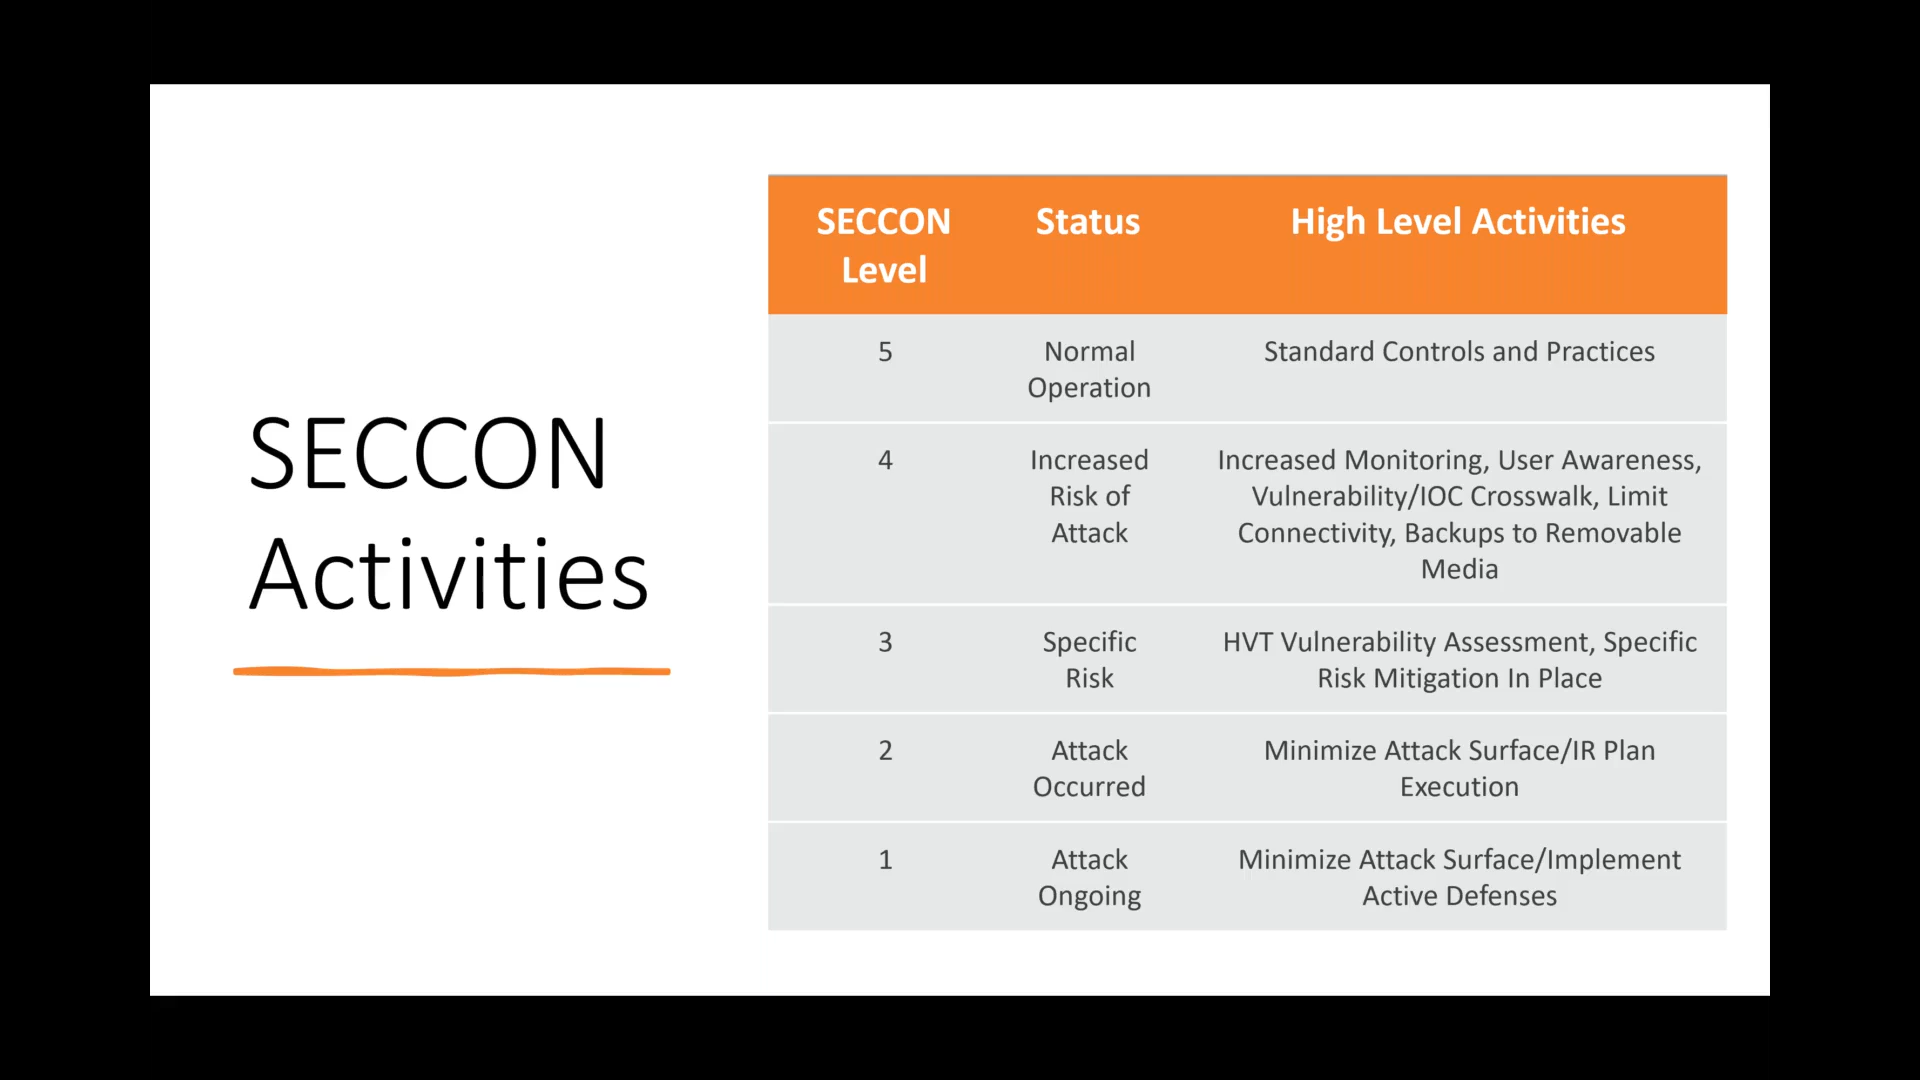 SECCON
Activities
SECCON
Level
Status
High Level Activities
5
Normal
Operation
Standard Controls and Practices
4
Increased
Risk of
Attack
Increased Monitoring, User Awareness,
Vulnerability/IOC Crosswalk, Limit
Connectivity, Backups to Removable
Media
3
Specific
Risk
HVT Vulnerability Assessment, Specific
Risk Mitigation In Place
2
Attack
Occurred
Minimize Attack Surface/IR Plan
Execution
1
Attack
Ongoing
Minimize Attack Surface/Implement
Active Defenses